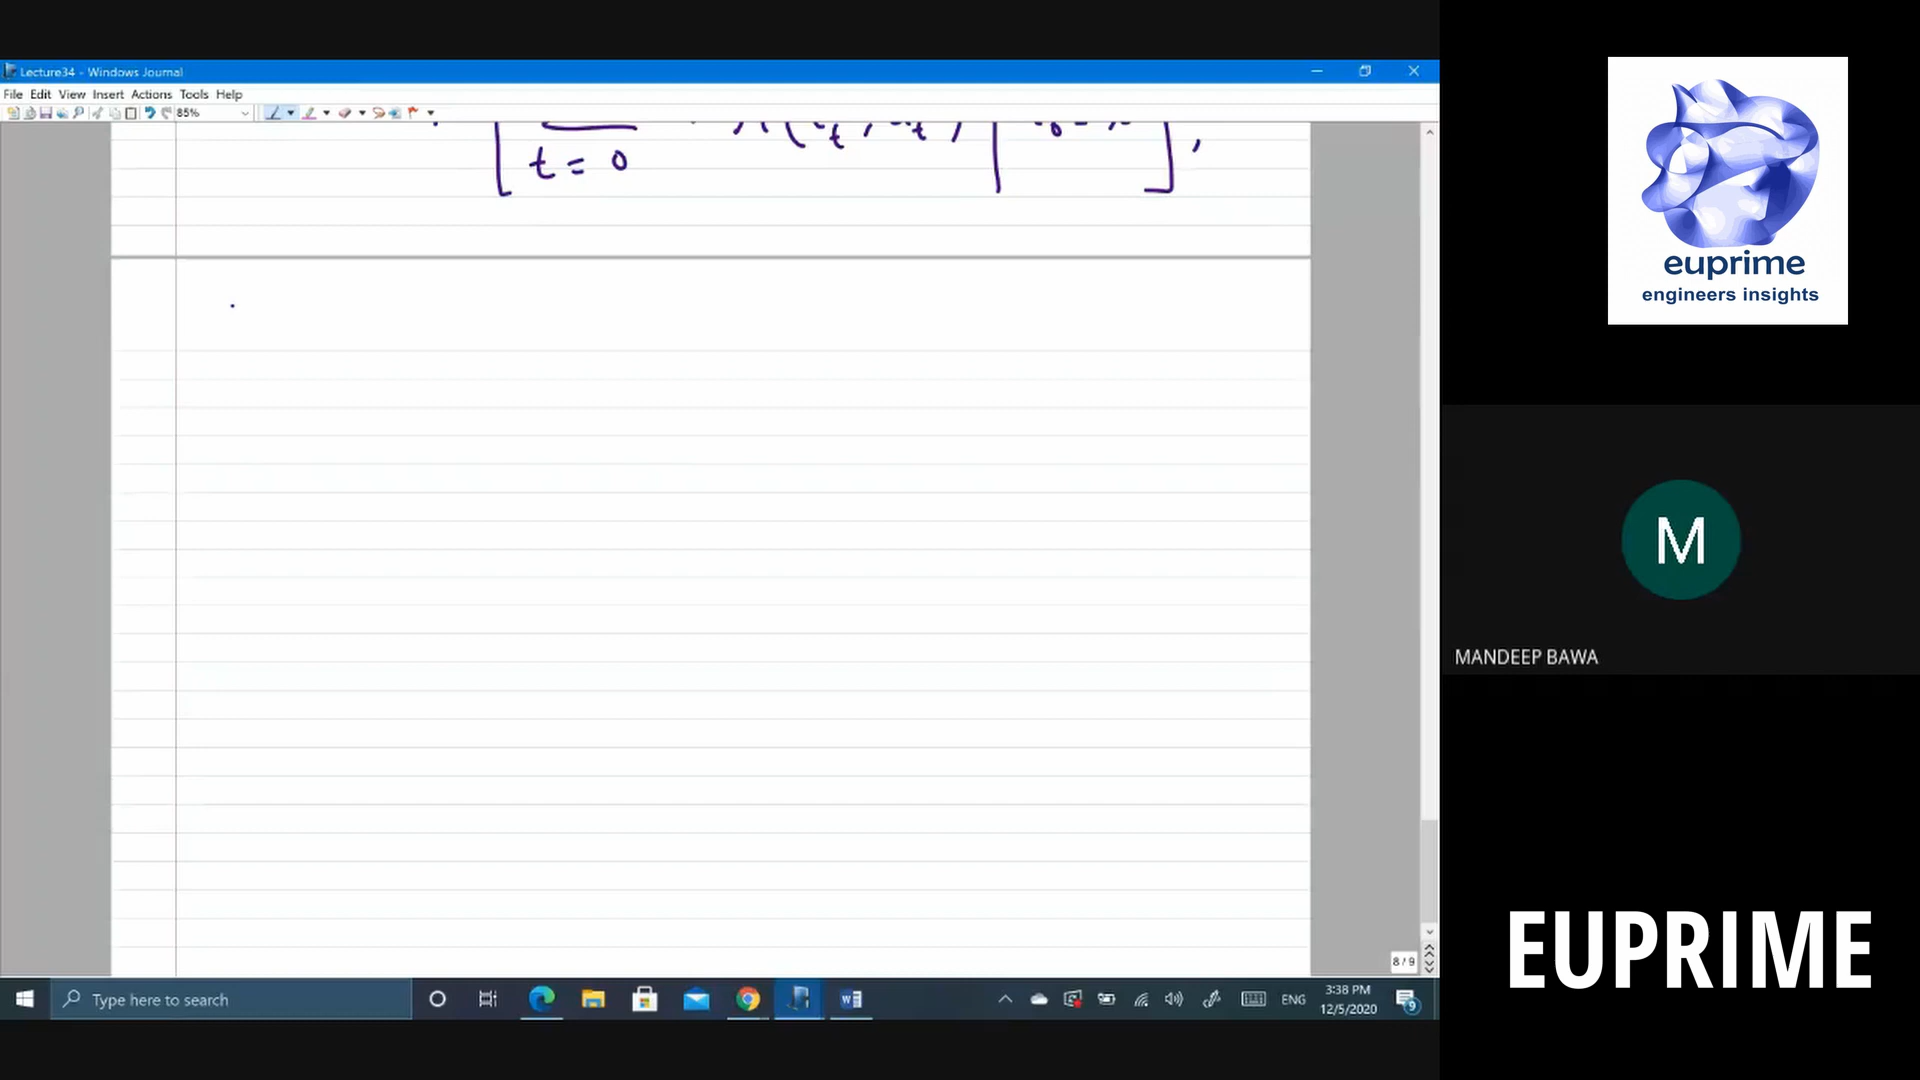 Lecture34 - Windows Journal
File Edit View Insert Actions Tools Help
85%
t = 0
,
8 / 9
Type here to search
ENG
3:38 PM
12/5/2020
9
euprime
engineers insights
M
MANDEEP BAWA
EUPRIME